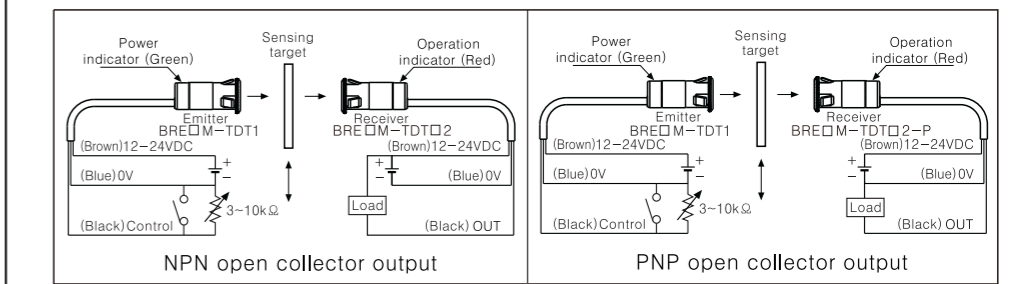 Power
indicator (Green)
Sensing
target
Operation
indicator (Red)
Emitter
BRE□M-TDT1
Receiver
BRE□M-TDT□2
(Brown)12-24VDC
(Brown)12-24VDC
+
-
+
-
(Blue)0V
(Blue)0V
3~10kΩ
Load
(Black)Control
(Black)OUT
NPN open collector output
Power
indicator (Green)
Sensing
target
Operation
indicator (Red)
Emitter
BRE□M-TDT1
Receiver
BRE□M-TDT□2-P
(Brown)12-24VDC
(Brown)12-24VDC
+
-
+
-
(Blue)0V
(Blue)0V
3~10kΩ
Load
(Black)Control
(Black)OUT
PNP open collector output